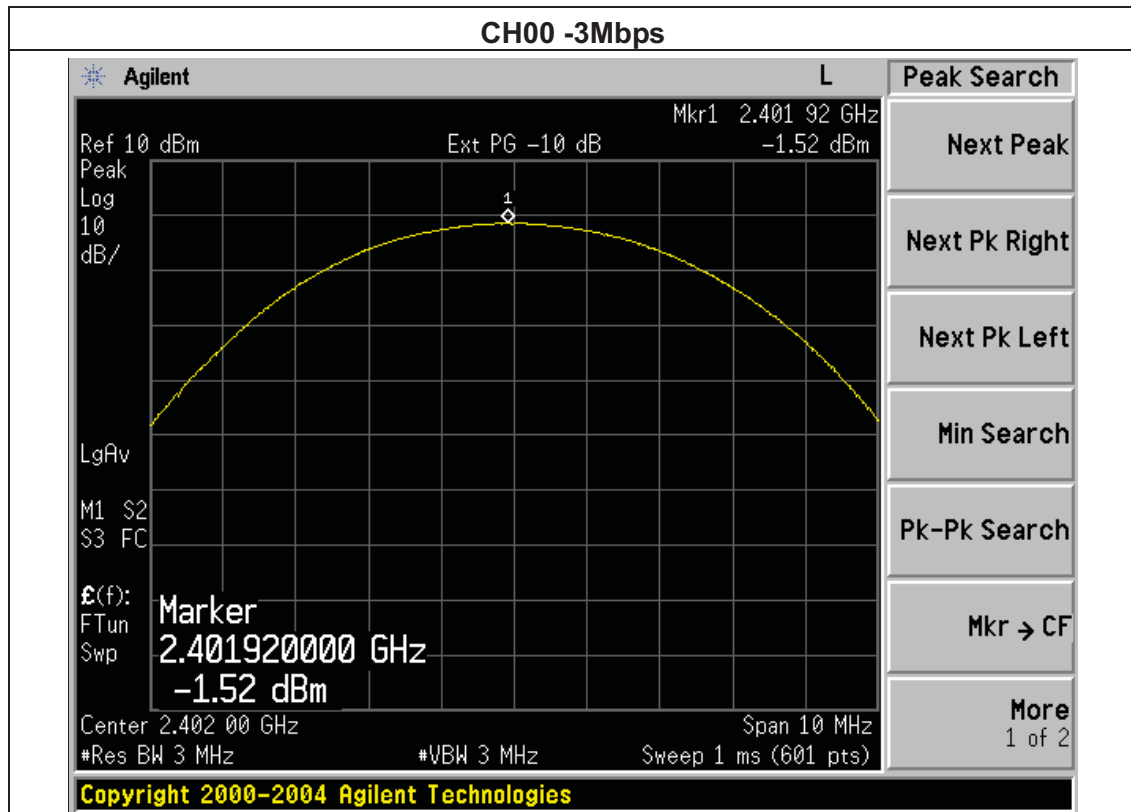 CH00 -3Mbps
Agilent L Peak Search
Mkr1 2.401 92 GHz
Ref 10 dBm Ext PG -10 dB -1.52 dBm
Peak
Log
10
dB/
1
LgAv
M1 S2
S3 FC
£(f):
FTun
Swp
Marker
2.401920000 GHz
-1.52 dBm
Center 2.402 00 GHz Span 10 MHz
#Res BW 3 MHz #VBW 3 MHz Sweep 1 ms (601 pts)
Copyright 2000-2004 Agilent Technologies
Next Peak
Next Pk Right
Next Pk Left
Min Search
Pk-Pk Search
Mkr → CF
More
1 of 2